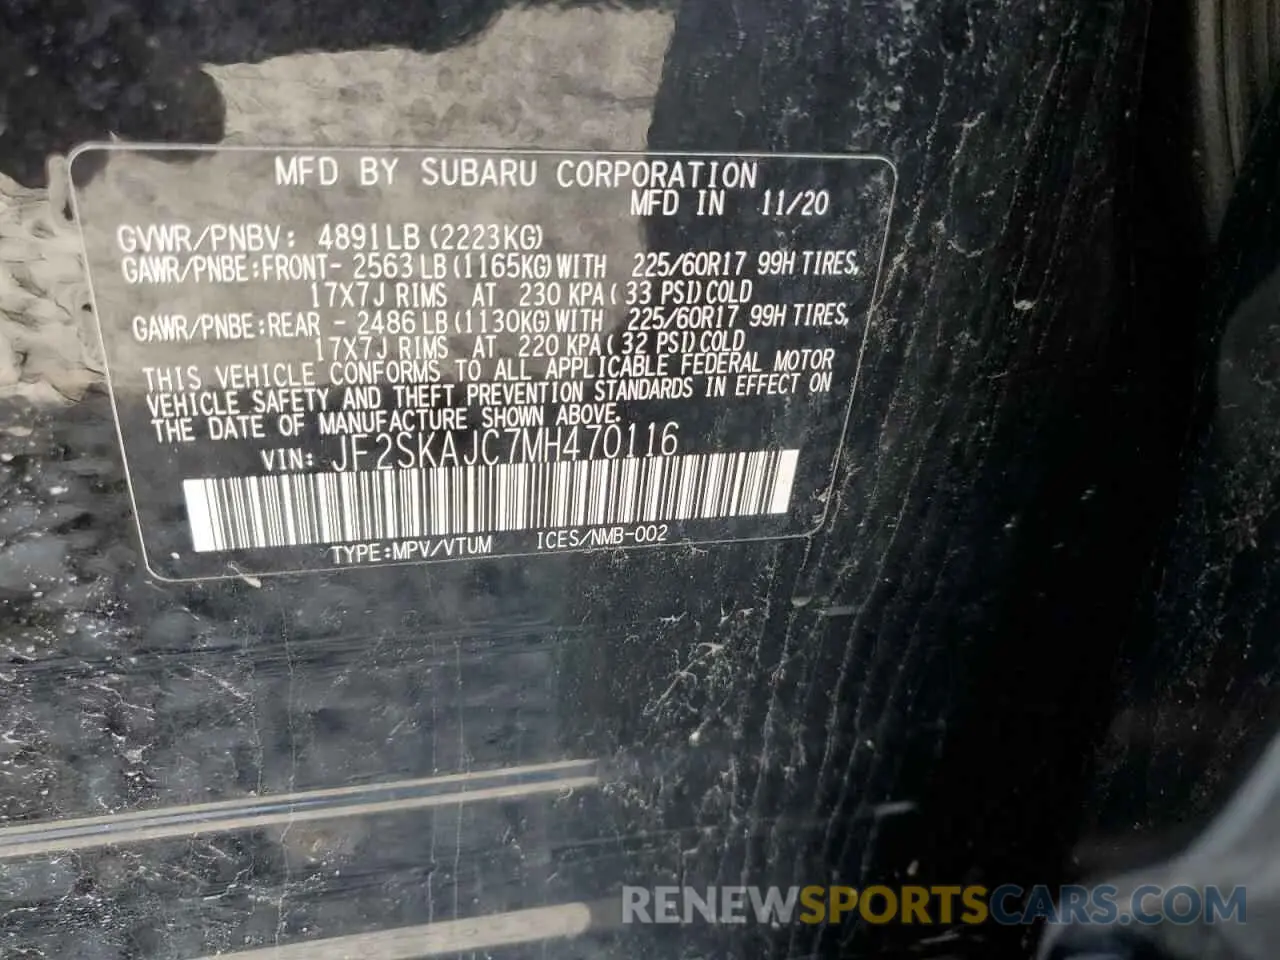 MFD BY SUBARU CORPORATION
MFD IN 11/20
GVWR/PNBV: 4891LB (2223KG)
GAWR/PNBE:FRONT- 2563 LB (1165KG) WITH 225/60R17 99H TIRES,
17X7J RIMS AT 230 KPA ( 33 PSI) COLD
GAWR/PNBE:REAR - 2486 LB (1130KG) WITH 225/60R17 99H TIRES,
17X7J RIMS AT 220 KPA ( 32 PSI) COLD
THIS VEHICLE CONFORMS TO ALL APPLICABLE FEDERAL MOTOR
VEHICLE SAFETY AND THEFT PREVENTION STANDARDS IN EFFECT ON
THE DATE OF MANUFACTURE SHOWN ABOVE.
VIN: JF2SKAJC7MH470116
TYPE:MPV/VTUM ICES/NMB-002
RENEWSPORTSCARS.COM